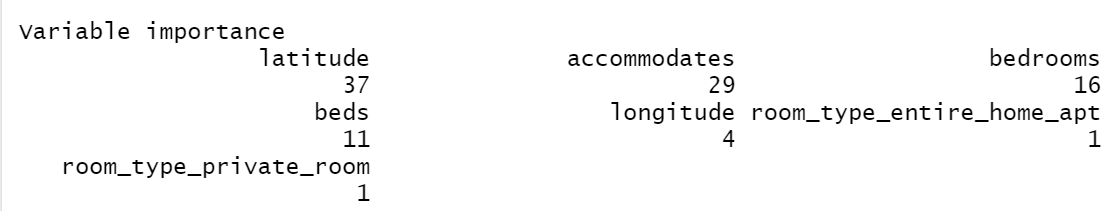 Variable importance
latitude accommodates bedrooms
37 29 16
beds longitude room_type_entire_home_apt
11 4 1
room_type_private_room
1